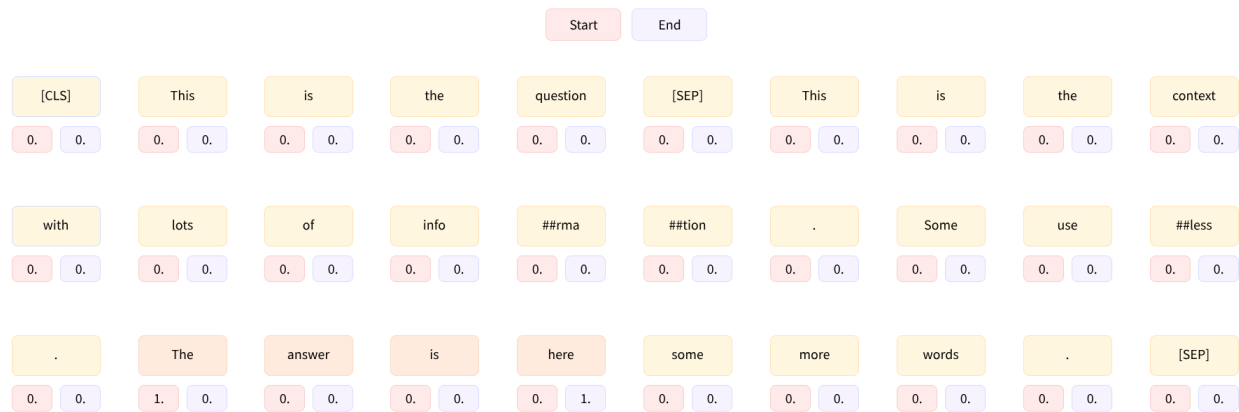 Start End
[CLS] This is the question [SEP] This is the context
0. 0. 0. 0. 0. 0. 0. 0. 0. 0. 0. 0. 0. 0. 0. 0. 0. 0. 0. 0.
with lots of info ##rma ##tion . Some use ##less
0. 0. 0. 0. 0. 0. 0. 0. 0. 0. 0. 0. 0. 0. 0. 0. 0. 0. 0. 0.
. The answer is here some more words . [SEP]
0. 0. 1. 0. 0. 0. 0. 0. 0. 1. 0. 0. 0. 0. 0. 0. 0. 0. 0. 0.